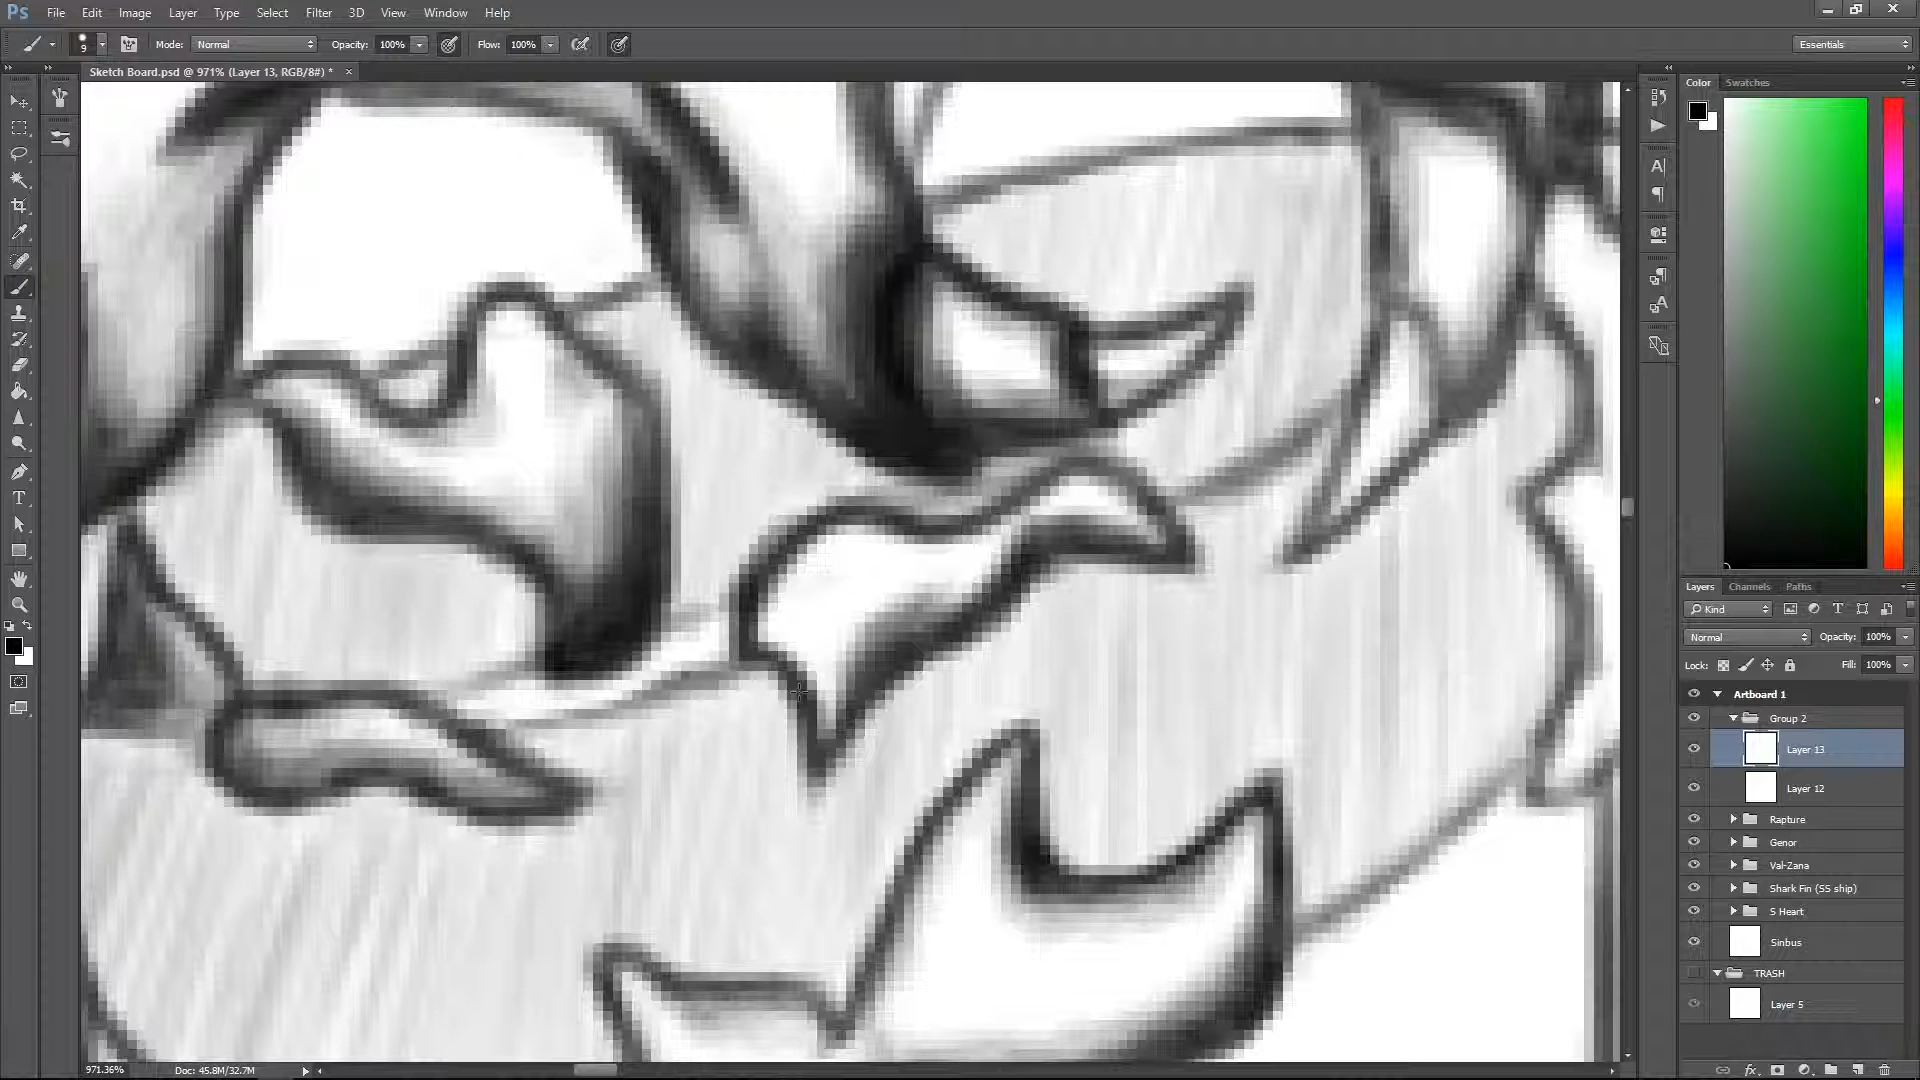 Ps File Edit Image Layer Type Select Filter 3D View Window Help
9 Mode: Normal Opacity: 100% Flow: 100% Essentials
Sketch Board.psd @ 971% (Layer 13, RGB/8#) * ×
Color Swatches
Layers Channels Paths
Kind
Normal Opacity: 100%
Lock: Fill: 100%
Artboard 1
Group 2
Layer 13
Layer 12
Rapture
Genor
Val-Zana
Shark Fin (SS ship)
S Heart
Sinbus
TRASH
Layer 5
971.36% Doc: 45.8M/32.7M